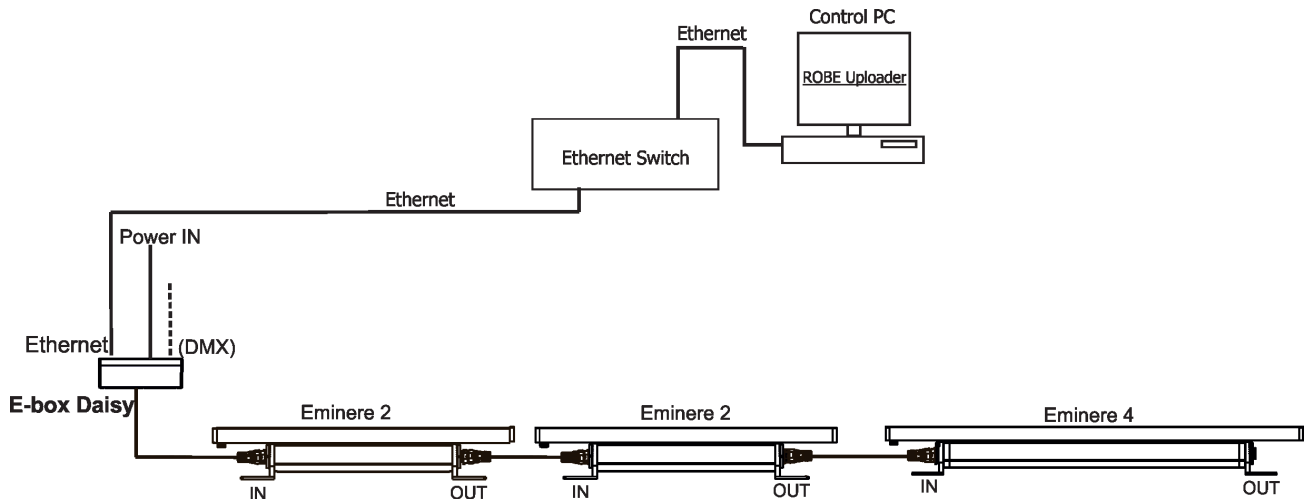 Control PC
Ethernet
ROBE Uploader
Ethernet Switch
Ethernet
Power IN
Ethernet
(DMX)
E-box Daisy
Eminere 2
Eminere 2
Eminere 4
IN
OUT
IN
OUT
IN
OUT